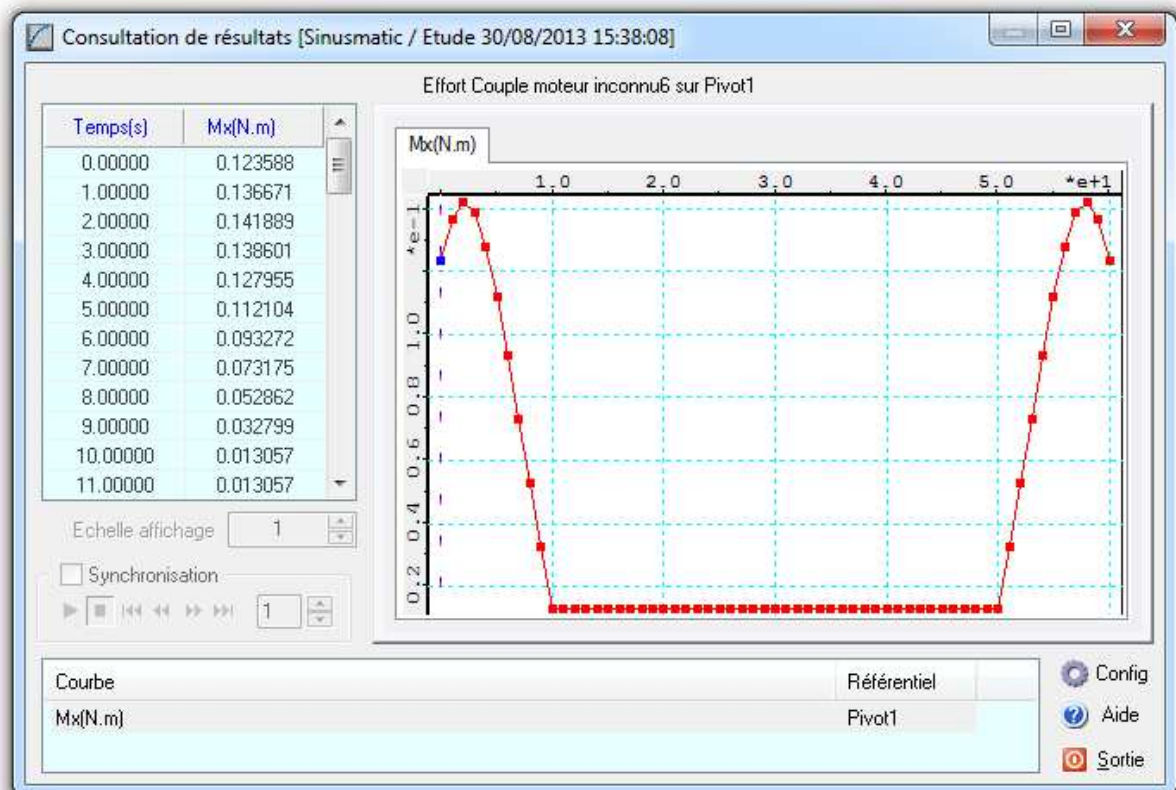 Consultation de résultats [Sinusmatic / Etude 30/08/2013 15:38:08]
Effort Couple moteur inconnu6 sur Pivot1
Temps(s) Mx(N.m)
0.00000 0.123588
1.00000 0.136671
2.00000 0.141889
3.00000 0.138601
4.00000 0.127955
5.00000 0.112104
6.00000 0.093272
7.00000 0.073175
8.00000 0.052862
9.00000 0.032799
10.00000 0.013057
11.00000 0.013057
Echelle affichage 1
Synchronisation
1
Mx(N.m)
1.0 2.0 3.0 4.0 5.0 *e+1
*e-1
1.0
0.8
0.6
0.4
0.2
Courbe Référentiel
Mx(N.m) Pivot1
Config
Aide
Sortie